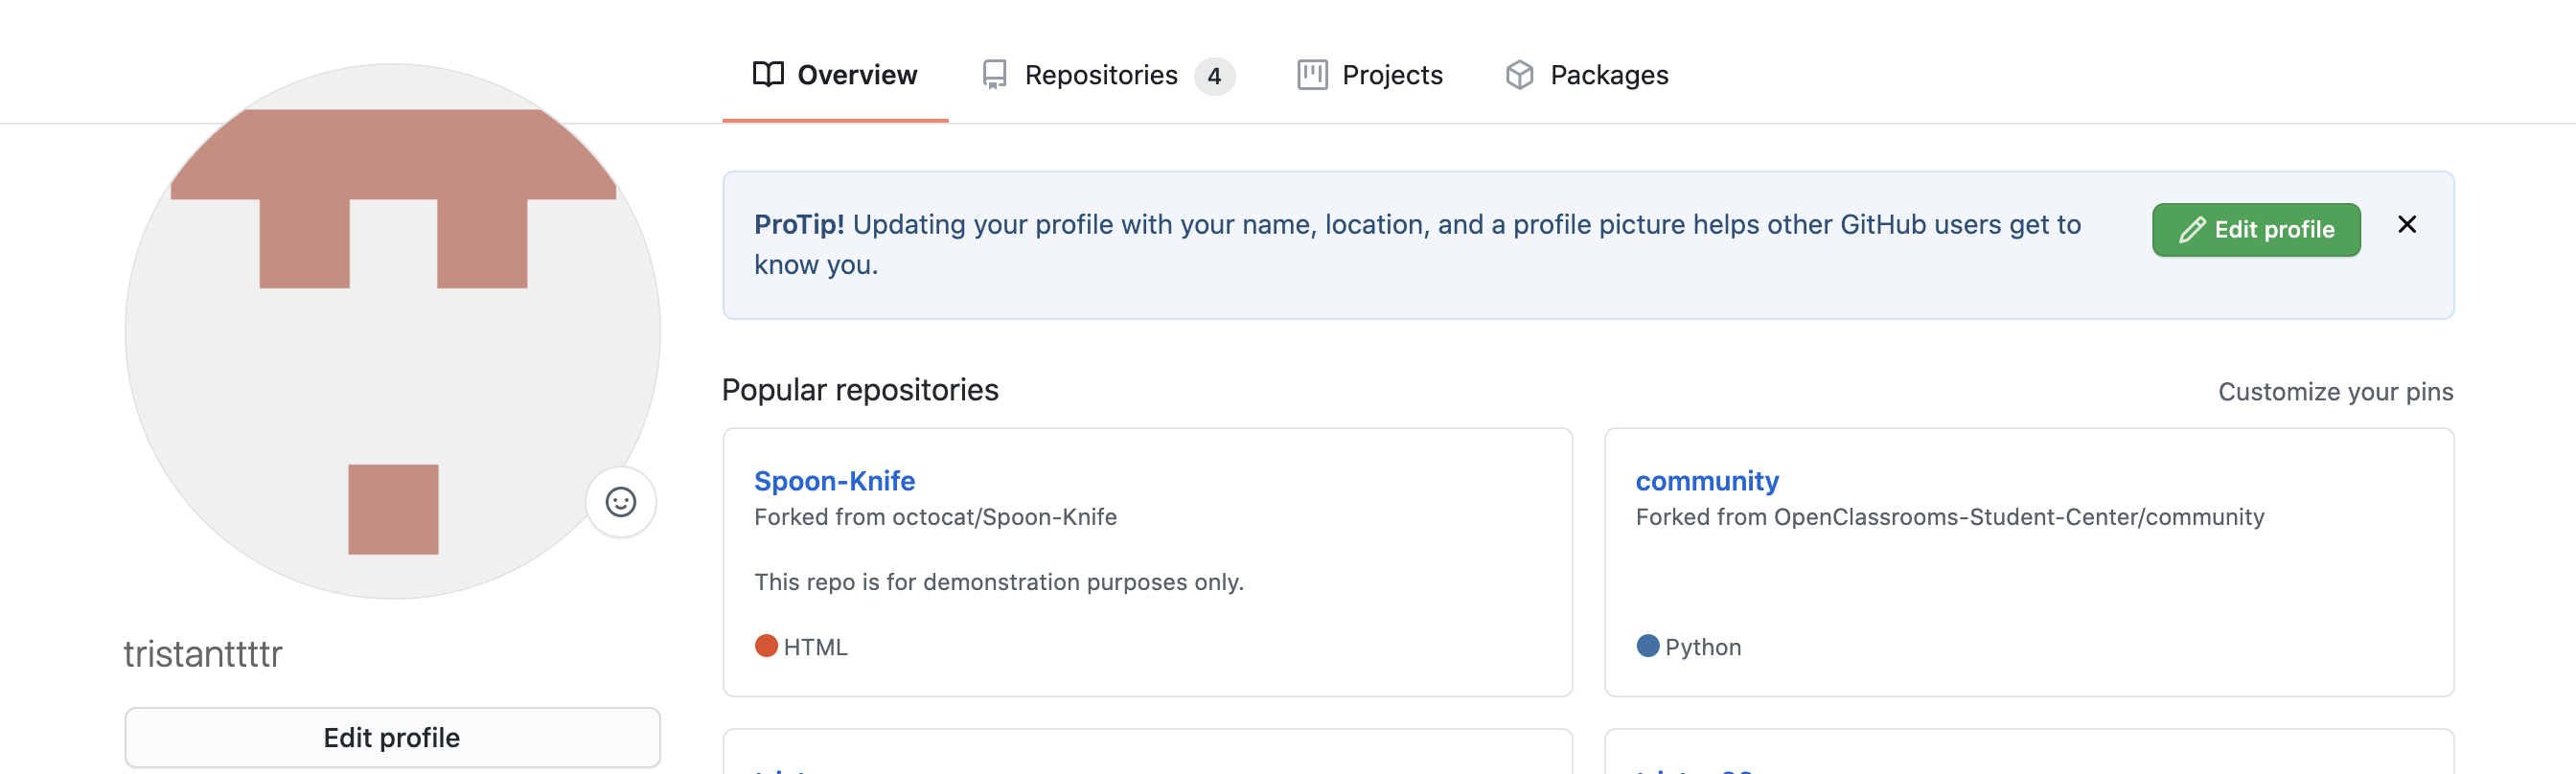 Overview
Repositories 4
Projects
Packages
ProTip! Updating your profile with your name, location, and a profile picture helps other GitHub users get to
know you.
Edit profile
Popular repositories
Customize your pins
Spoon-Knife
Forked from octocat/Spoon-Knife
This repo is for demonstration purposes only.
HTML
community
Forked from OpenClassrooms-Student-Center/community
Python
tristanttttr
Edit profile